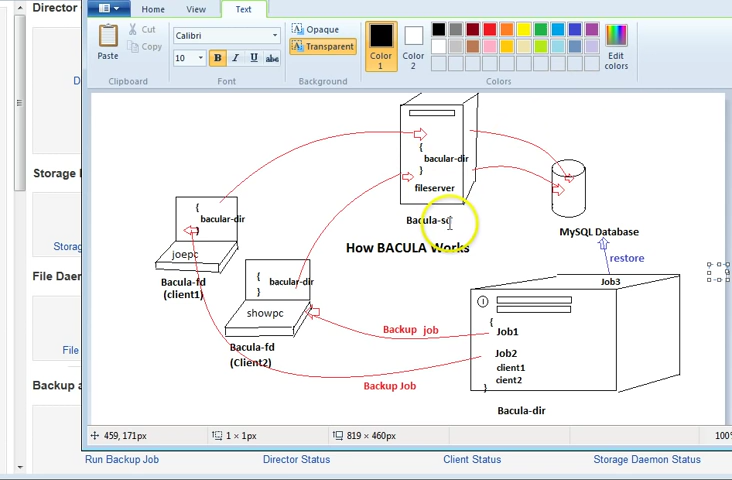 Director
D
Storage
Storage
File Daemon
File
Backup a
Home View Text
Paste
Cut
Copy
Clipboard
Calibri
10 B I U abc
Font
Opaque
Transparent
Background
Color 1
Color 2
Edit colors
Colors
{
bacular-dir
}
fileserver
Bacula-sd
How BACULA Works
MySQL Database
restore
Job3
{
bacular-dir
}
joepc
Bacula-fd
(client1)
{
bacular-dir
}
showpc
Bacula-fd
(Client2)
Backup job
Backup Job
{
Job1
Job2
client1
cient2
}
Bacula-dir
459, 171px 1 × 1px 819 × 460px 100%
Run Backup Job Director Status Client Status Storage Daemon Status